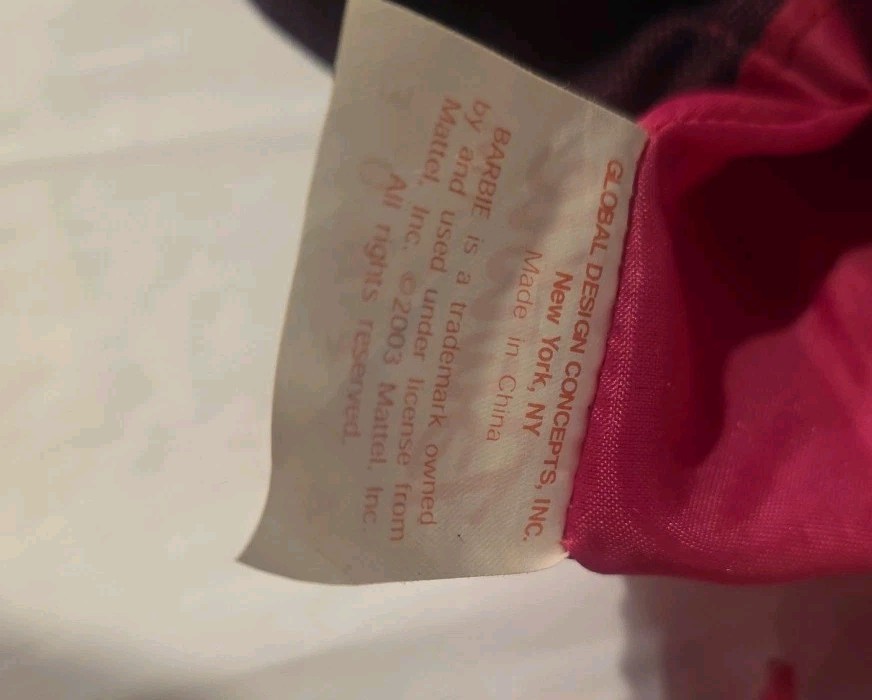 GLOBAL DESIGN CONCEPTS, INC.
New York, NY
Made in China
BARBIE is a trademark owned
by and used under license from
Mattel, Inc. ©2003 Mattel, Inc.
All rights reserved.